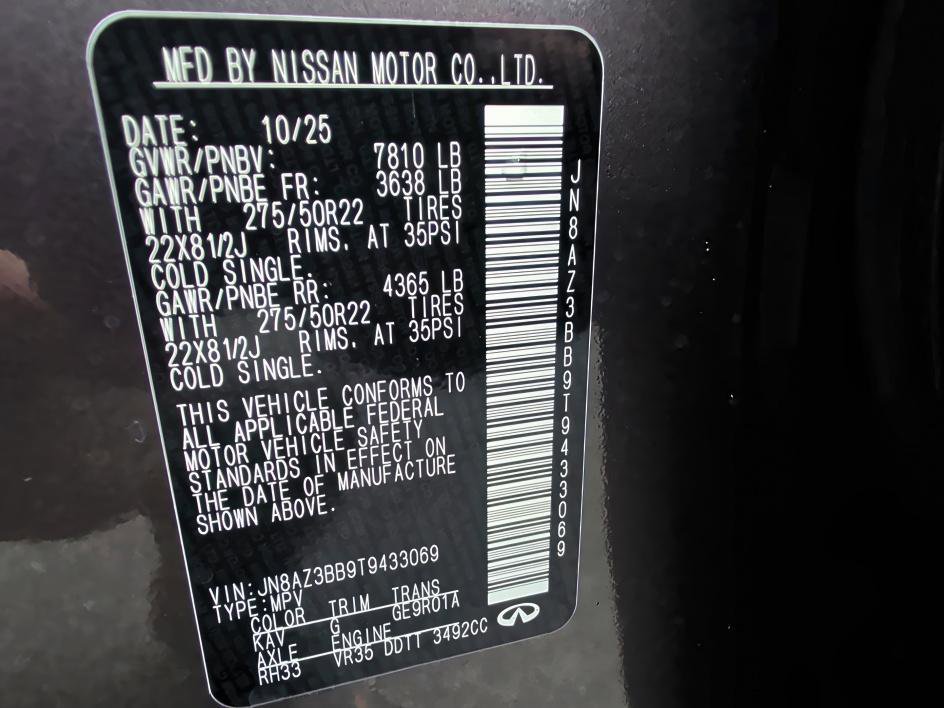 MFD BY NISSAN MOTOR CO.,LTD.
DATE: 10/25
GVWR/PNBV: 7810 LB
GAWR/PNBE FR: 3638 LB
WITH 275/50R22 TIRES
22X81/2J RIMS. AT 35PSI
COLD SINGLE.
GAWR/PNBE RR: 4365 LB
WITH 275/50R22 TIRES
22X81/2J RIMS. AT 35PSI
COLD SINGLE.
THIS VEHICLE CONFORMS TO
ALL APPLICABLE FEDERAL
MOTOR VEHICLE SAFETY
STANDARDS IN EFFECT ON
THE DATE OF MANUFACTURE
SHOWN ABOVE.
VIN:JN8AZ3BB9T9433069
TYPE:MPV
COLOR TRIM TRANS
KAV G GE9R01A
AXLE ENGINE
RH33 VR35 DDTT 3492CC
JN8AZ3BB9T9433069